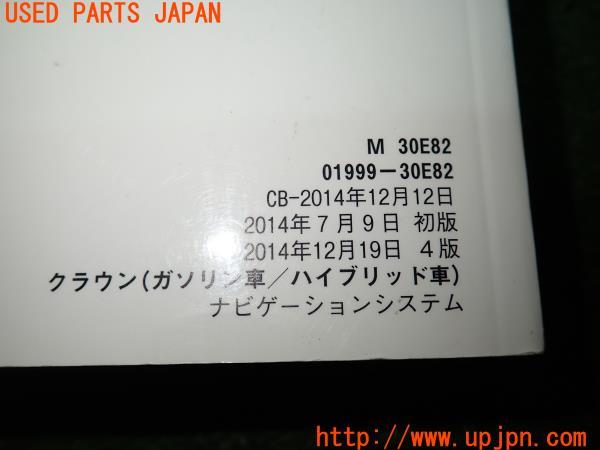 USED PARTS JAPAN
M 30E82
01999-30E82
CB-2014年12月12日
2014年7月9日 初版
2014年12月19日 4版
クラウン(ガソリン車/ハイブリッド車)
ナビゲーションシステム
http://www.upjpn.com